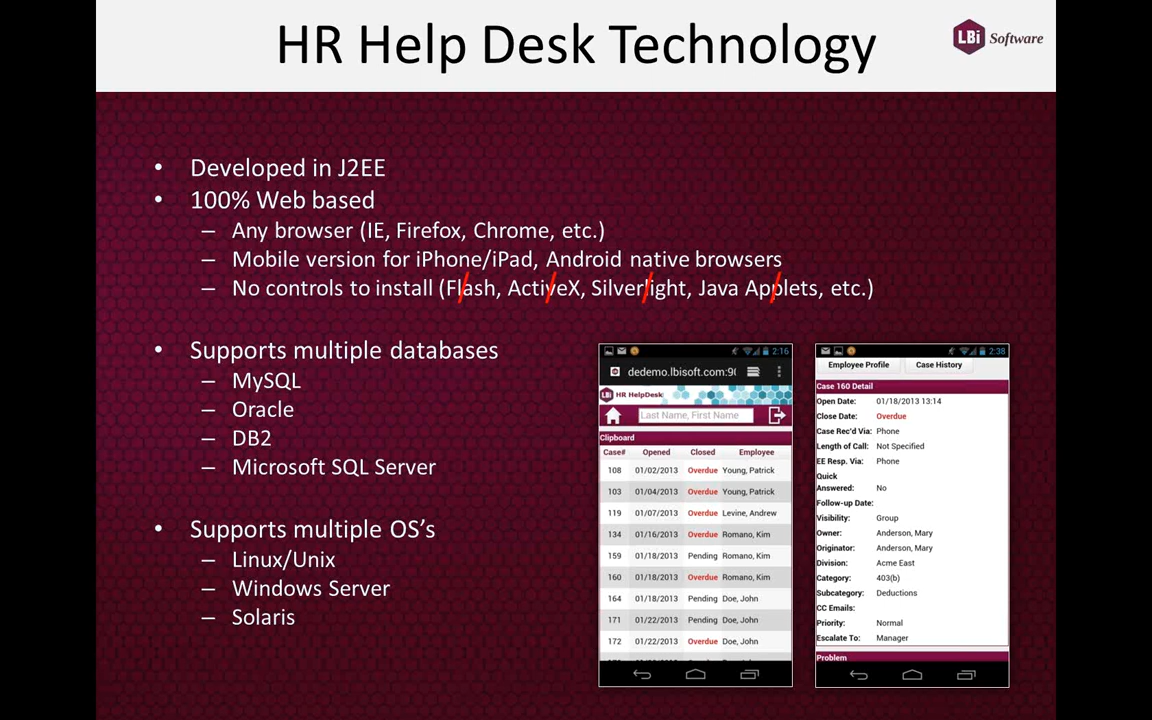 HR Help Desk Technology
LBi Software
• Developed in J2EE
• 100% Web based
– Any browser (IE, Firefox, Chrome, etc.)
– Mobile version for iPhone/iPad, Android native browsers
– No controls to install (Flash, ActiveX, Silverlight, Java Applets, etc.)
• Supports multiple databases
– MySQL
– Oracle
– DB2
– Microsoft SQL Server
• Supports multiple OS's
– Linux/Unix
– Windows Server
– Solaris
2:16
dedemo.lbisoft.com:90
LBi HR HelpDesk
Last Name, First Name
Clipboard
Case# Opened Closed Employee
108 01/02/2013 Overdue Young, Patrick
103 01/04/2013 Overdue Young, Patrick
119 01/07/2013 Overdue Levine, Andrew
134 01/16/2013 Overdue Romano, Kim
159 01/18/2013 Pending Romano, Kim
160 01/18/2013 Overdue Romano, Kim
164 01/18/2013 Pending Doe, John
171 01/22/2013 Pending Doe, John
172 01/22/2013 Overdue Doe, John
2:38
Employee Profile Case History
Case 160 Detail
Open Date: 01/18/2013 13:14
Close Date: Overdue
Case Rec'd Via: Phone
Length of Call: Not Specified
EE Resp. Via: Phone
Quick
Answered: No
Follow-up Date:
Visibility: Group
Owner: Anderson, Mary
Originator: Anderson, Mary
Division: Acme East
Category: 403(b)
Subcategory: Deductions
CC Emails:
Priority: Normal
Escalate To: Manager
Problem